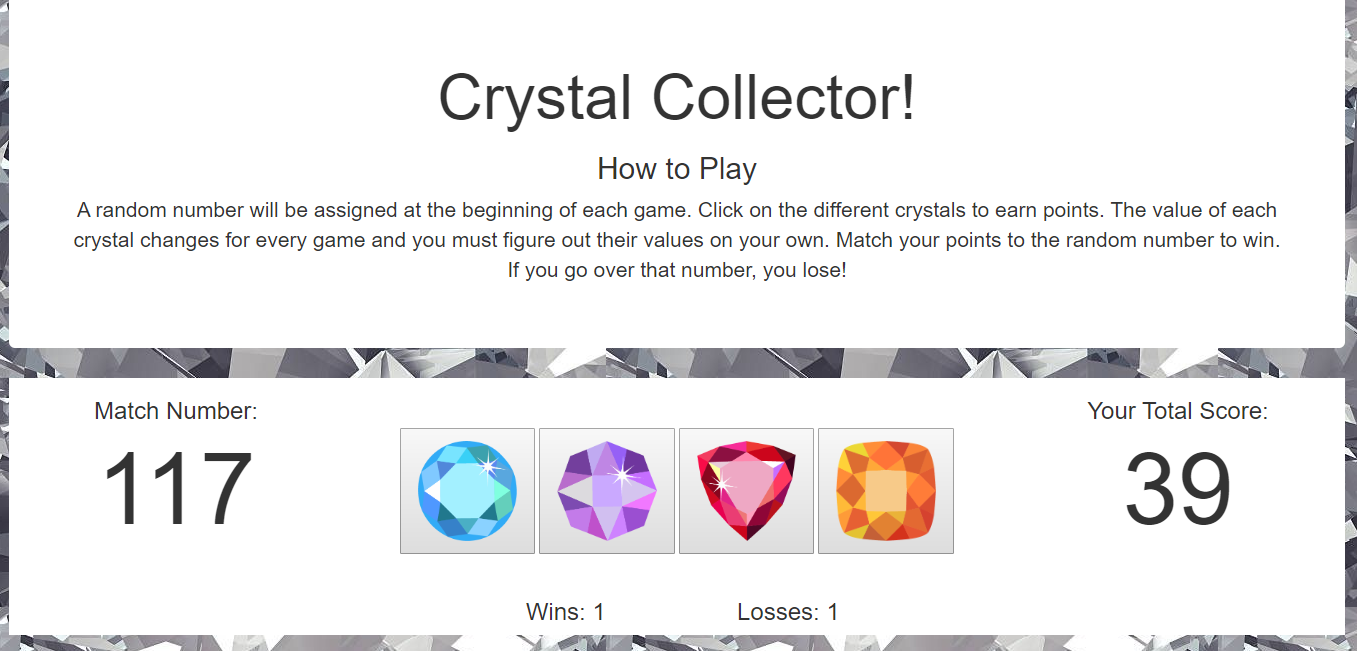 Crystal Collector!
How to Play
A random number will be assigned at the beginning of each game. Click on the different crystals to earn points. The value of each
crystal changes for every game and you must figure out their values on your own. Match your points to the random number to win.
If you go over that number, you lose!
Match Number:
117
Your Total Score:
39
Wins: 1
Losses: 1